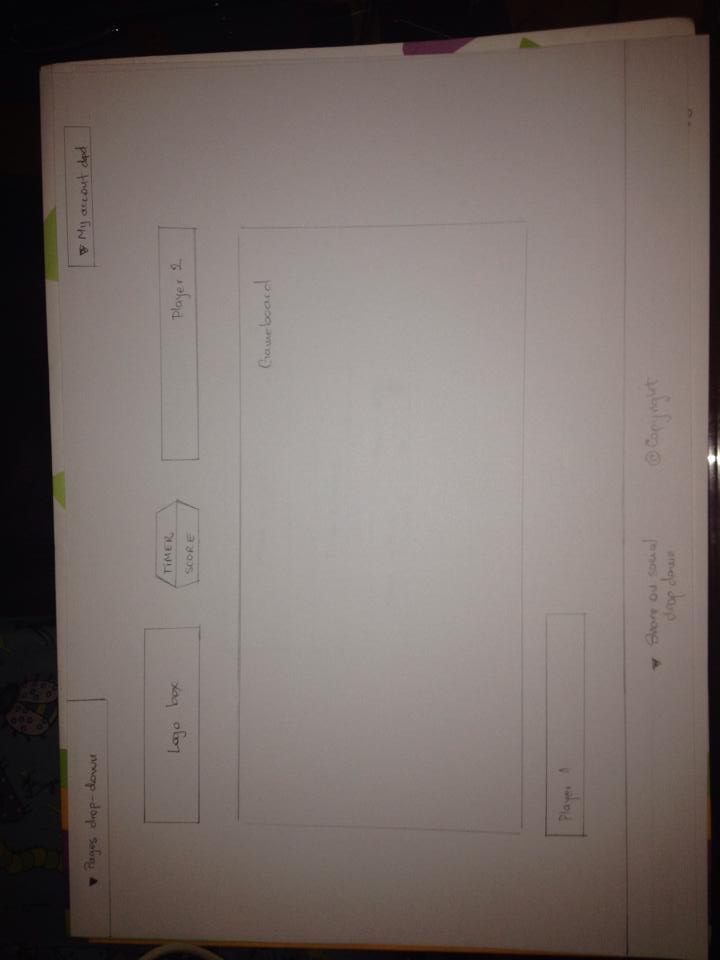 Pages drop-down
My account dpd
Logo box
TIMER
SCORE
Player 2
Gameboard
Player 1
Share on social
drop down
© Copyright